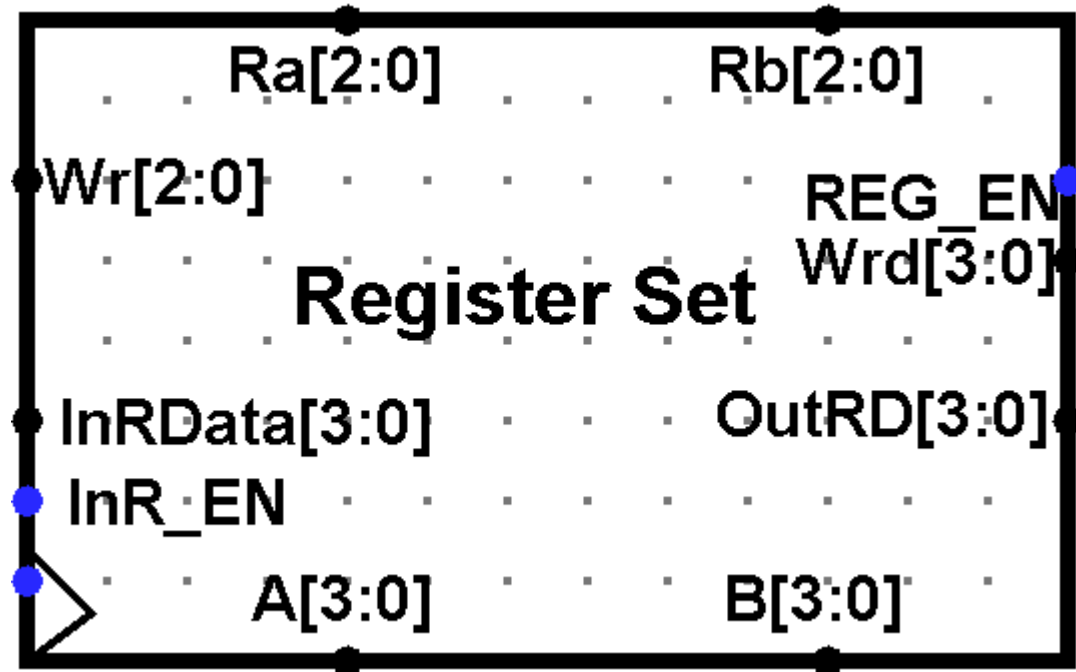 Ra[2:0]
Rb[2:0]
Wr[2:0]
REG_EN
Wrd[3:0]
Register Set
InRData[3:0]
OutRD[3:0]
InR_EN
A[3:0]
B[3:0]